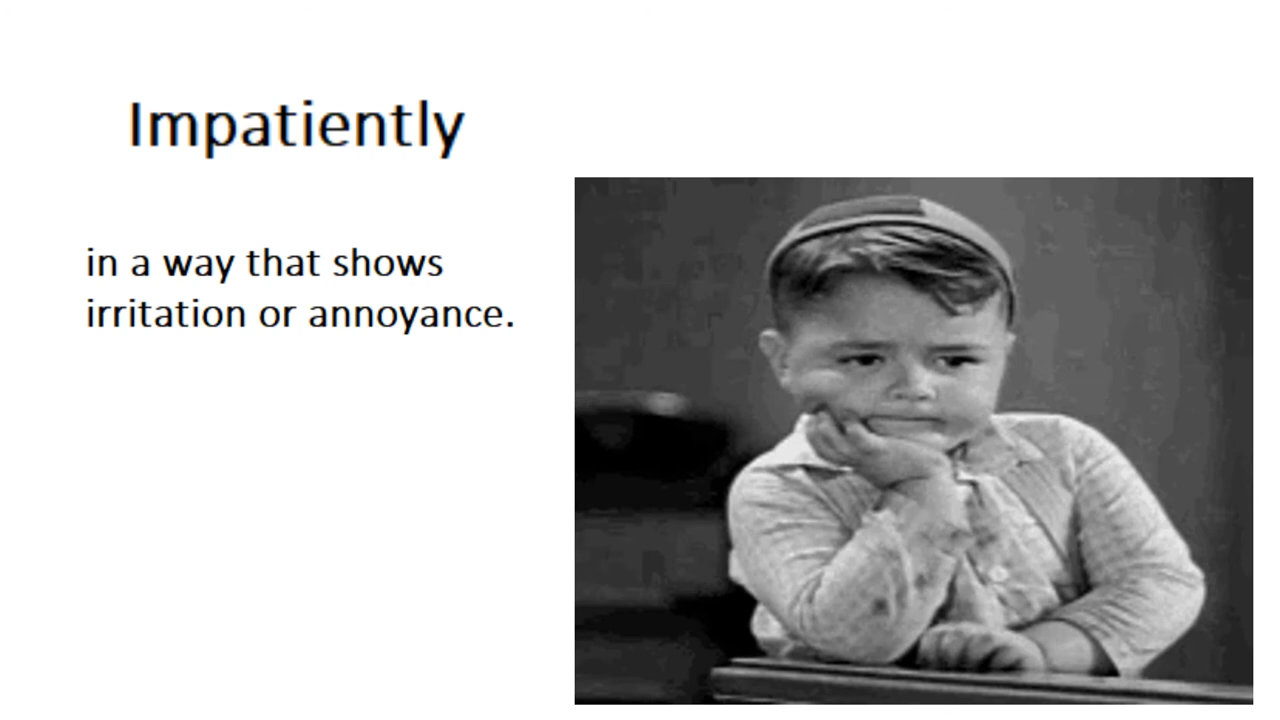 Impatiently
in a way that shows
irritation or annoyance.